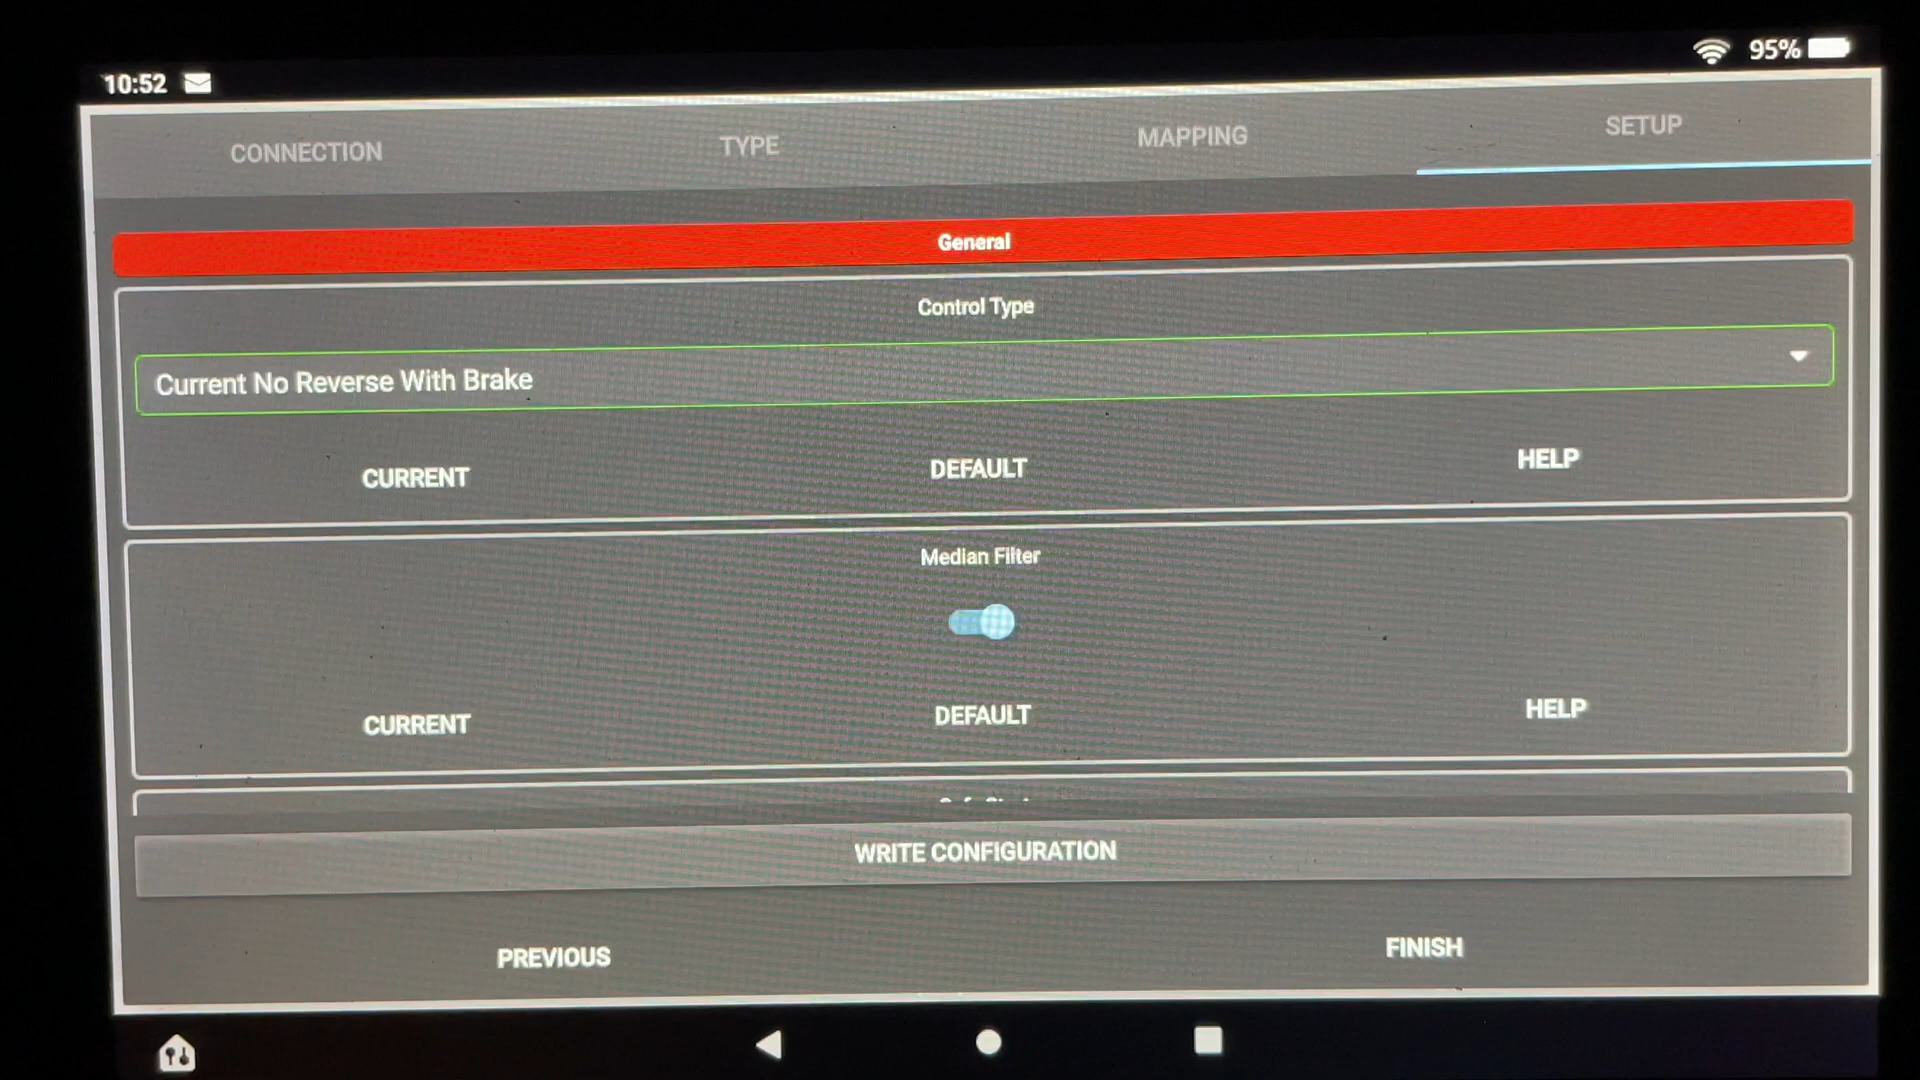 10:52
95%
CONNECTION
TYPE
MAPPING
SETUP
General
Control Type
Current No Reverse With Brake
CURRENT
DEFAULT
HELP
Median Filter
CURRENT
DEFAULT
HELP
WRITE CONFIGURATION
PREVIOUS
FINISH